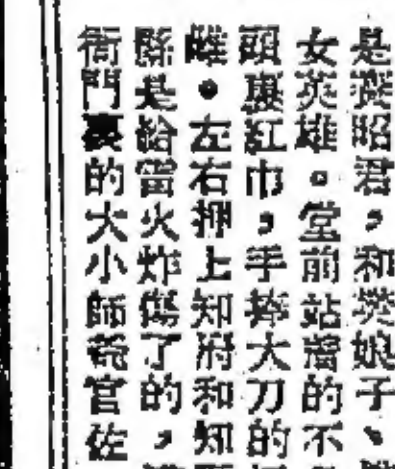 是聶昭君,和熒娘子、
女英雄。堂前站滿的不
頭裹紅巾,手捧大刀的
雌。左右押上知府和知
縣是給雷火炸傷了的,
衙門裏的大小師爺官佐